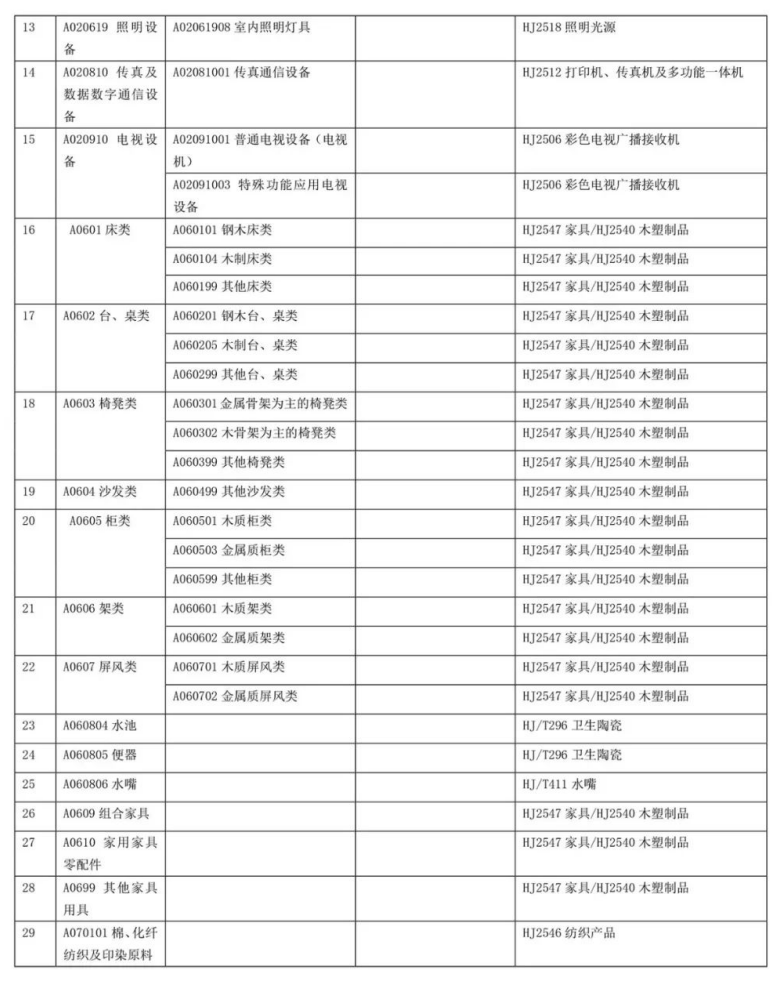 13 A020619 照明设备 A02061908 室内照明灯具 HJ2518 照明光源
14 A020810 传真及数据数字通信设备 A02081001 传真通信设备 HJ2512 打印机、传真机及多功能一体机
15 A020910 电视设备 A02091001 普通电视设备（电视机） HJ2506 彩色电视广播接收机
A02091003 特殊功能应用电视设备 HJ2506 彩色电视广播接收机
16 A0601 床类 A060101 钢木床类 HJ2547 家具/HJ2540 木塑制品
A060104 木制床类 HJ2547 家具/HJ2540 木塑制品
A060199 其他床类 HJ2547 家具/HJ2540 木塑制品
17 A0602 台、桌类 A060201 钢木台、桌类 HJ2547 家具/HJ2540 木塑制品
A060205 木制台、桌类 HJ2547 家具/HJ2540 木塑制品
A060299 其他台、桌类 HJ2547 家具/HJ2540 木塑制品
18 A0603 椅凳类 A060301 金属骨架为主的椅凳类 HJ2547 家具/HJ2540 木塑制品
A060302 木骨架为主的椅凳类 HJ2547 家具/HJ2540 木塑制品
A060399 其他椅凳类 HJ2547 家具/HJ2540 木塑制品
19 A0604 沙发类 A060499 其他沙发类 HJ2547 家具/HJ2540 木塑制品
20 A0605 柜类 A060501 木质柜类 HJ2547 家具/HJ2540 木塑制品
A060503 金属质柜类 HJ2547 家具/HJ2540 木塑制品
A060599 其他柜类 HJ2547 家具/HJ2540 木塑制品
21 A0606 架类 A060601 木质架类 HJ2547 家具/HJ2540 木塑制品
A060602 金属质架类 HJ2547 家具/HJ2540 木塑制品
22 A0607 屏风类 A060701 木质屏风类 HJ2547 家具/HJ2540 木塑制品
A060702 金属质屏风类 HJ2547 家具/HJ2540 木塑制品
23 A060804 水池 HJ/T296 卫生陶瓷
24 A060805 便器 HJ/T296 卫生陶瓷
25 A060806 水嘴 HJ/T411 水嘴
26 A0609 组合家具 HJ2547 家具/HJ2540 木塑制品
27 A0610 家用家具零配件 HJ2547 家具/HJ2540 木塑制品
28 A0699 其他家具用具 HJ2547 家具/HJ2540 木塑制品
29 A070101 棉、化纤纺织及印染原料 HJ2546 纺织产品